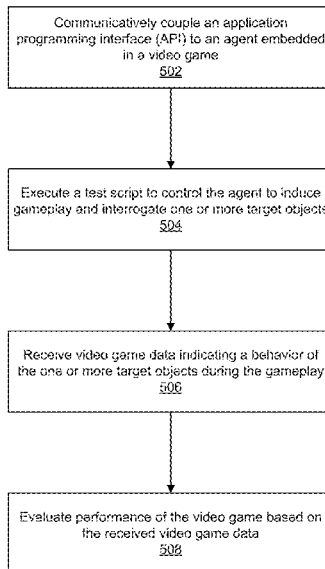 Communicatively couple an application
programming interface (API) to an agent embedded
in a video game
502
Execute a test script to control the agent to induce
gameplay and interrogate one or more target objects
504
Receive video game data indicating a behavior of
the one or more target objects during the gameplay
506
Evaluate performance of the video game based on
the received video game data
508